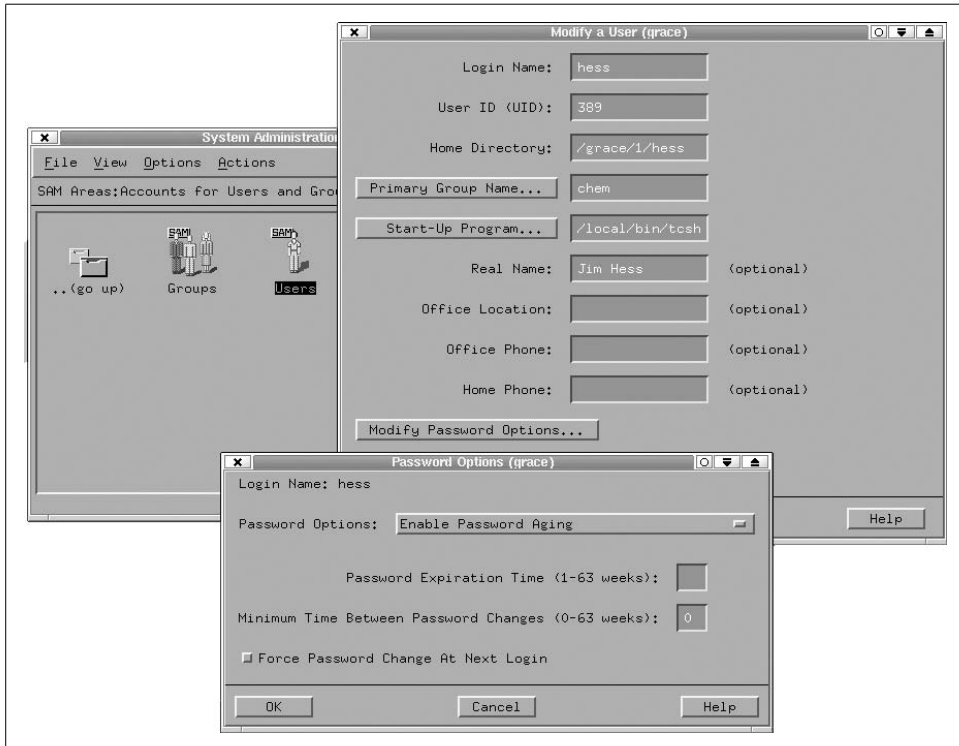 System Administration
File View Options Actions
SAM Areas:Accounts for Users and Grou
..(go up)
SAM
Groups
SAM
Users
Modify a User (grace)
Login Name: hess
User ID (UID): 389
Home Directory: /grace/1/hess
Primary Group Name... chem
Start-Up Program... /local/bin/tcsh
Real Name: Jim Hess (optional)
Office Location: (optional)
Office Phone: (optional)
Home Phone: (optional)
Modify Password Options...
Help
Password Options (grace)
Login Name: hess
Password Options: Enable Password Aging
Password Expiration Time (1-63 weeks):
Minimum Time Between Password Changes (0-63 weeks): 0
Force Password Change At Next Login
OK Cancel Help